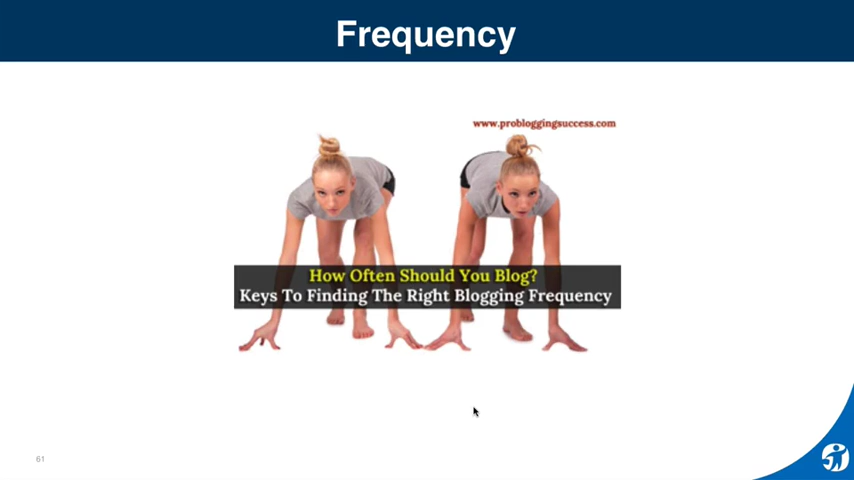 Frequency
www.probloggingsuccess.com
How Often Should You Blog?
Keys To Finding The Right Blogging Frequency
61